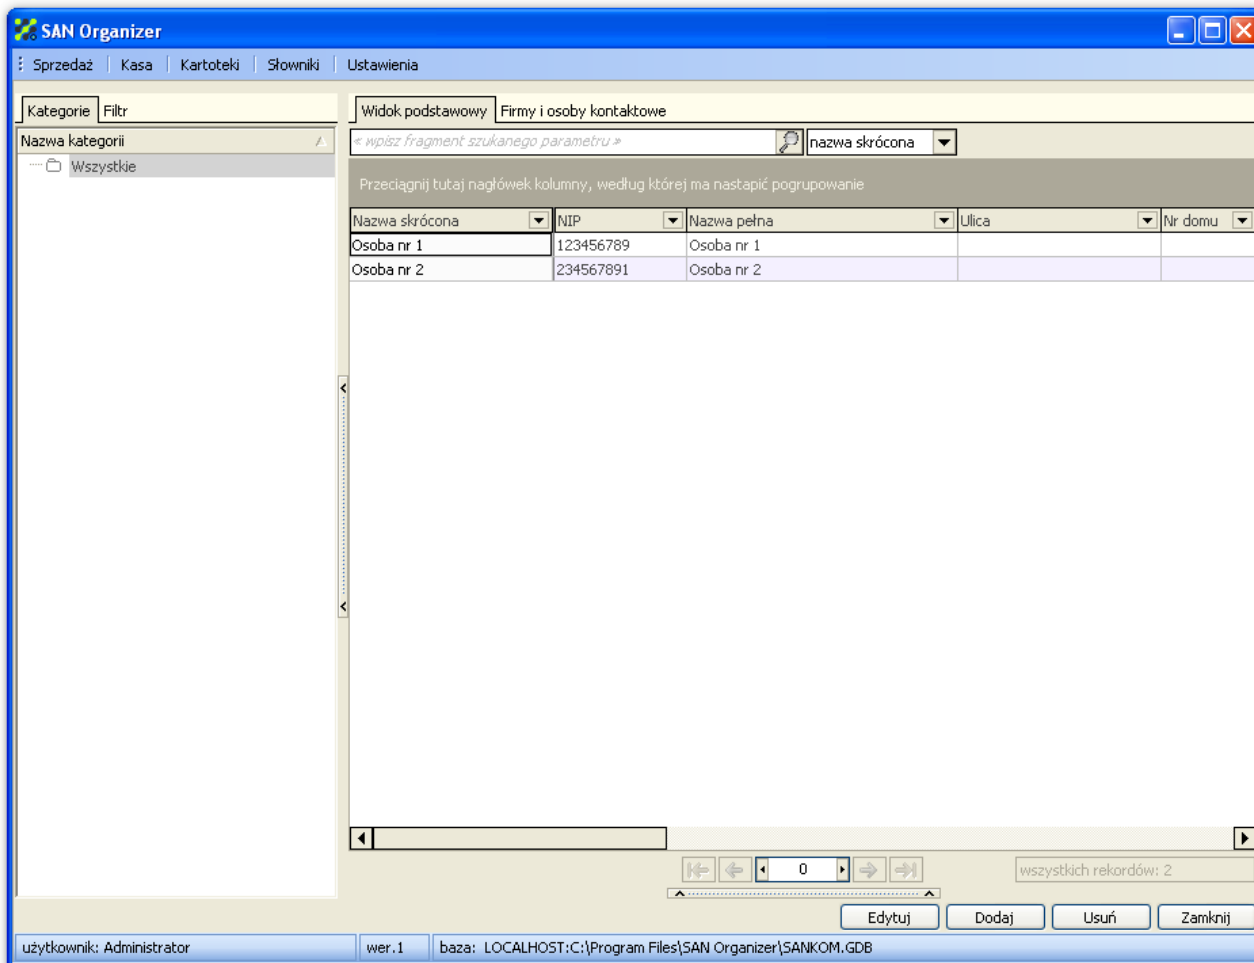 SAN Organizer
Sprzedaż Kasa Kartoteki Słowniki Ustawienia
Kategorie Filtr
Nazwa kategorii
Wszystkie
Widok podstawowy Firmy i osoby kontaktowe
« wpisz fragment szukanego parametru » nazwa skrócona
Przeciągnij tutaj nagłówek kolumny, według której ma nastapić pogrupowanie
Nazwa skrócona NIP Nazwa pełna Ulica Nr domu
Osoba nr 1 123456789 Osoba nr 1
Osoba nr 2 234567891 Osoba nr 2
0 wszystkich rekordów: 2
Edytuj Dodaj Usuń Zamknij
użytkownik: Administrator wer.1 baza: LOCALHOST:C:\Program Files\SAN Organizer\SANKOM.GDB